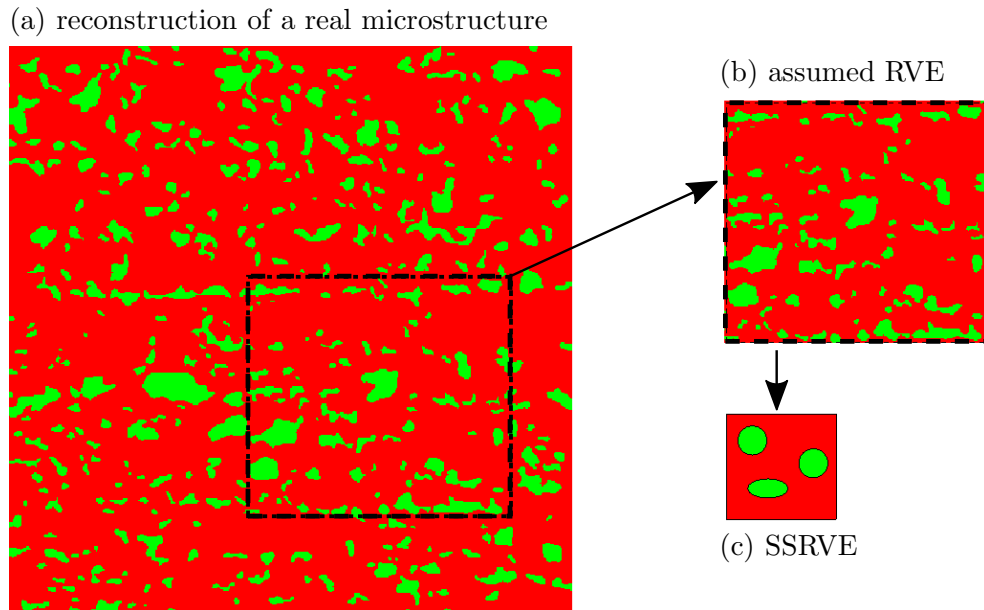 (a) reconstruction of a real microstructure
(b) assumed RVE
(c) SSRVE